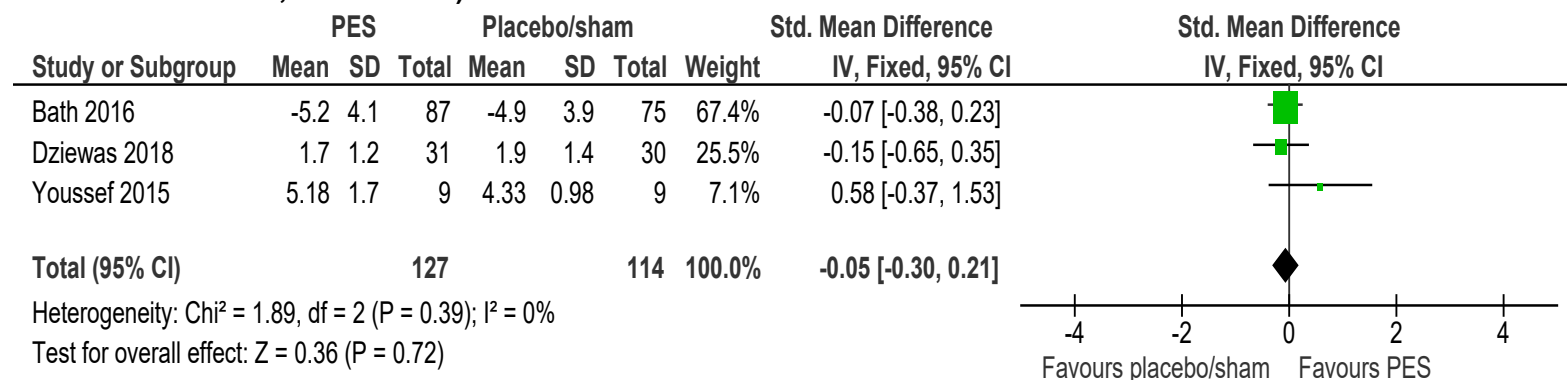 PES Placebo/sham Std. Mean Difference Std. Mean Difference
Study or Subgroup Mean SD Total Mean SD Total Weight IV, Fixed, 95% CI IV, Fixed, 95% CI
Bath 2016 -5.2 4.1 87 -4.9 3.9 75 67.4% -0.07 [-0.38, 0.23]
Dziewas 2018 1.7 1.2 31 1.9 1.4 30 25.5% -0.15 [-0.65, 0.35]
Youssef 2015 5.18 1.7 9 4.33 0.98 9 7.1% 0.58 [-0.37, 1.53]
Total (95% CI) 127 114 100.0% -0.05 [-0.30, 0.21]
Heterogeneity: Chi² = 1.89, df = 2 (P = 0.39); I² = 0%
Test for overall effect: Z = 0.36 (P = 0.72)
-4 -2 0 2 4
Favours placebo/sham Favours PES